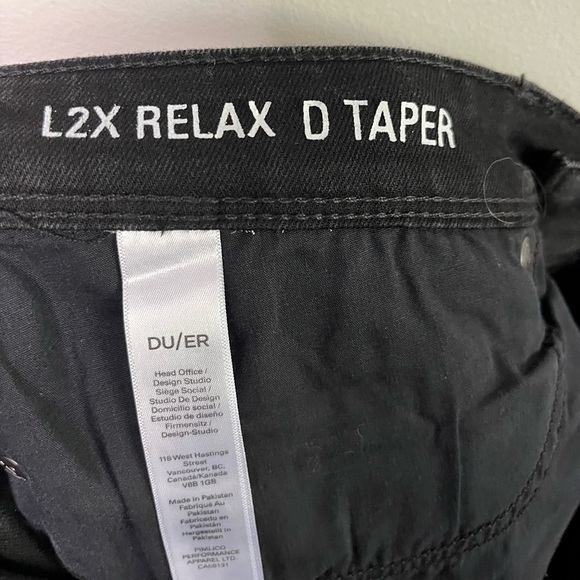 L2X RELAX D TAPER
DU/ER
Head Office /
Design Studio
Siège Social /
Studio De Design
Domicilio social /
Estudio de diseño
Firmensitz /
Design-Studio
118 West Hastings
Street
Vancouver, BC,
Canada/Kanada
V6B 1G8
Made in Pakistan
Fabriqué Au
Pakistan
Fabricado en
Pakistan
Hergestellt in
Pakistan
PIMLICO
PERFORMANCE
APPAREL LTD.